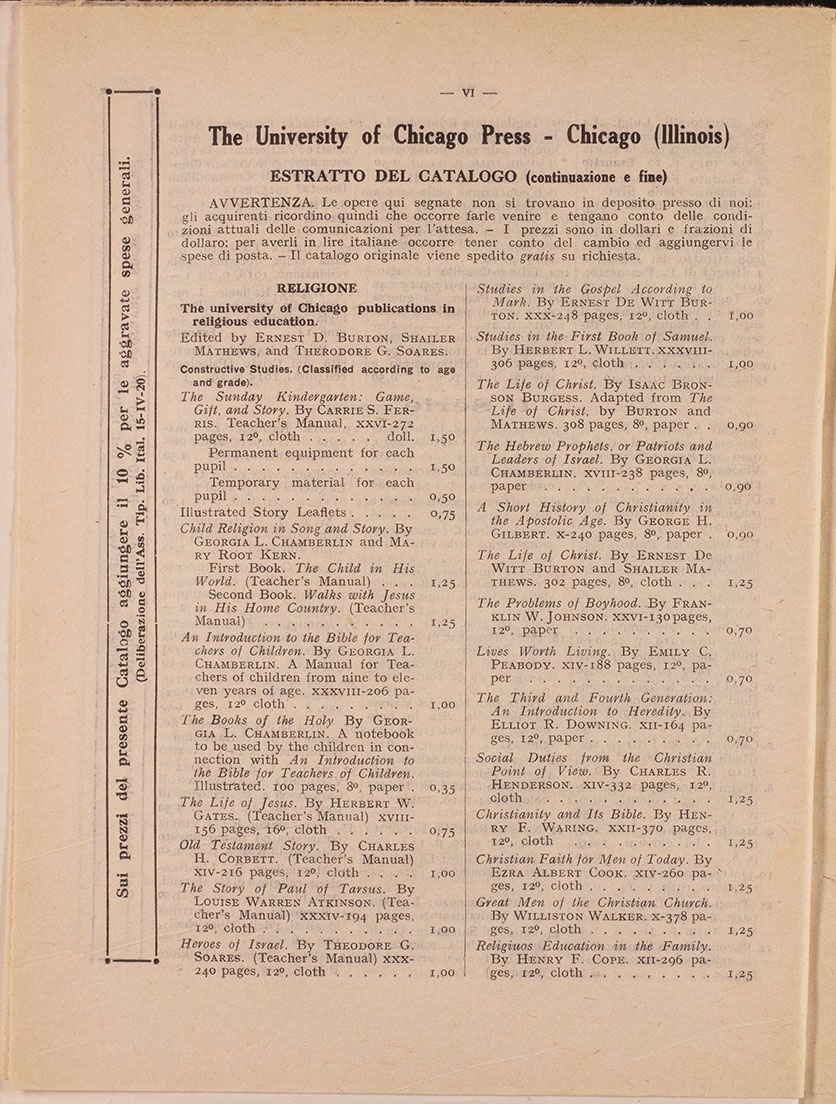 — VI —
The University of Chicago Press - Chicago (Illinois)
ESTRATTO DEL CATALOGO (continuazione e fine)
AVVERTENZA. Le opere qui segnate non si trovano in deposito presso di noi:
gli acquirenti ricordino quindi che occorre farle venire e tengano conto delle condi-
zioni attuali delle comunicazioni per l'attesa. – I prezzi sono in dollari e frazioni di
dollaro: per averli in lire italiane occorre tener conto del cambio ed aggiungervi le
spese di posta. – Il catalogo originale viene spedito gratis su richiesta.
Sui prezzi del presente Catalogo aggiungere il 10 % per le aggravate spese generali.
(Deliberazione dell'Ass. Tip. Lib. Ital. 15-IV-20).
RELIGIONE
The university of Chicago publications in
religious education.
Edited by ERNEST D. BURTON, SHAILER
MATHEWS, and THERODORE G. SOARES.
Constructive Studies. (Classified according to age
and grade).
The Sunday Kindergarten: Game,
Gift, and Story. By CARRIE S. FER-
RIS. Teacher's Manual, XXVI-272
pages, 12º, cloth . . . . . doll. 1,50
Permanent equipment for each
pupil . . . . . . . . . . . . . 1,50
Temporary material for each
pupil . . . . . . . . . . . . . 0,50
Illustrated Story Leaflets . . . . . 0,75
Child Religion in Song and Story. By
GEORGIA L. CHAMBERLIN and MA-
RY ROOT KERN.
First Book. The Child in His
World. (Teacher's Manual) . . . 1,25
Second Book. Walks with Jesus
in His Home Country. (Teacher's
Manual) . . . . . . . . . . . 1,25
An Introduction to the Bible for Tea-
chers of Children. By GEORGIA L.
CHAMBERLIN. A Manual for Tea-
chers of children from nine to ele-
ven years of age. XXXVIII-206 pa-
ges, 12º cloth . . . . . . . . . 1,00
The Books of the Holy By GEOR-
GIA L. CHAMBERLIN. A notebook
to be used by the children in con-
nection with An Introduction to
the Bible for Teachers of Children.
Illustrated. 100 pages, 8º, paper . 0,35
The Life of Jesus. By HERBERT W.
GATES. (Teacher's Manual) XVIII-
156 pages, 16º, cloth . . . . . . 0,75
Old Testament Story. By CHARLES
H. CORBETT. (Teacher's Manual)
XIV-216 pages, 12º, cloth . . . . 1,00
The Story of Paul of Tarsus. By
LOUISE WARREN ATKINSON. (Tea-
cher's Manual) XXXIV-194 pages,
12º, cloth . . . . . . . . . . . 1,00
Heroes of Israel. By THEODORE G.
SOARES. (Teacher's Manual) XXX-
240 pages, 12º, cloth . . . . . . 1,00
Studies in the Gospel According to
Mark. By ERNEST DE WITT BUR-
TON. XXX-248 pages, 12º, cloth . . 1,00
Studies in the First Book of Samuel.
By HERBERT L. WILLETT. XXXVIII-
306 pages, 12º, cloth . . . . . . 1,00
The Life of Christ. By ISAAC BRON-
SON BURGESS. Adapted from The
Life of Christ, by BURTON and
MATHEWS. 308 pages, 8º, paper . . 0,90
The Hebrew Prophets, or Patriots and
Leaders of Israel. By GEORGIA L.
CHAMBERLIN. XVIII-238 pages, 8º,
paper . . . . . . . . . . . . 0,90
A Short History of Christianity in
the Apostolic Age. By GEORGE H.
GILBERT. X-240 pages, 8º, paper . 0,90
The Life of Christ. By ERNEST De
WITT BURTON and SHAILER MA-
THEWS. 302 pages, 8º, cloth . . . 1,25
The Problems of Boyhood. By FRAN-
KLIN W. JOHNSON. XXVI-130 pages,
12º, paper . . . . . . . . . . 0,70
Lives Worth Living. By EMILY C.
PEABODY. XIV-188 pages, 12º, pa-
per . . . . . . . . . . . . . 0,70
The Third and Fourth Generation:
An Introduction to Heredity. By
ELLIOT R. DOWNING. XII-164 pa-
ges, 12º, paper . . . . . . . . . 0,70
Social Duties from the Christian
Point of View. By CHARLES R.
HENDERSON. XIV-332 pages, 12º,
cloth . . . . . . . . . . . . 1,25
Christianity and Its Bible. By HEN-
RY F. WARING. XXII-370 pages,
12º, cloth . . . . . . . . . . 1,25
Christian Faith for Men of Today. By
EZRA ALBERT COOK. XIV-260 pa-
ges, 12º, cloth . . . . . . . . . 1,25
Great Men of the Christian Church.
By WILLISTON WALKER. X-378 pa-
ges, 12º, cloth . . . . . . . . . 1,25
Religiuos Education in the Family.
By HENRY F. COPE. XII-296 pa-
ges, 12º, cloth . . . . . . . . . 1,25